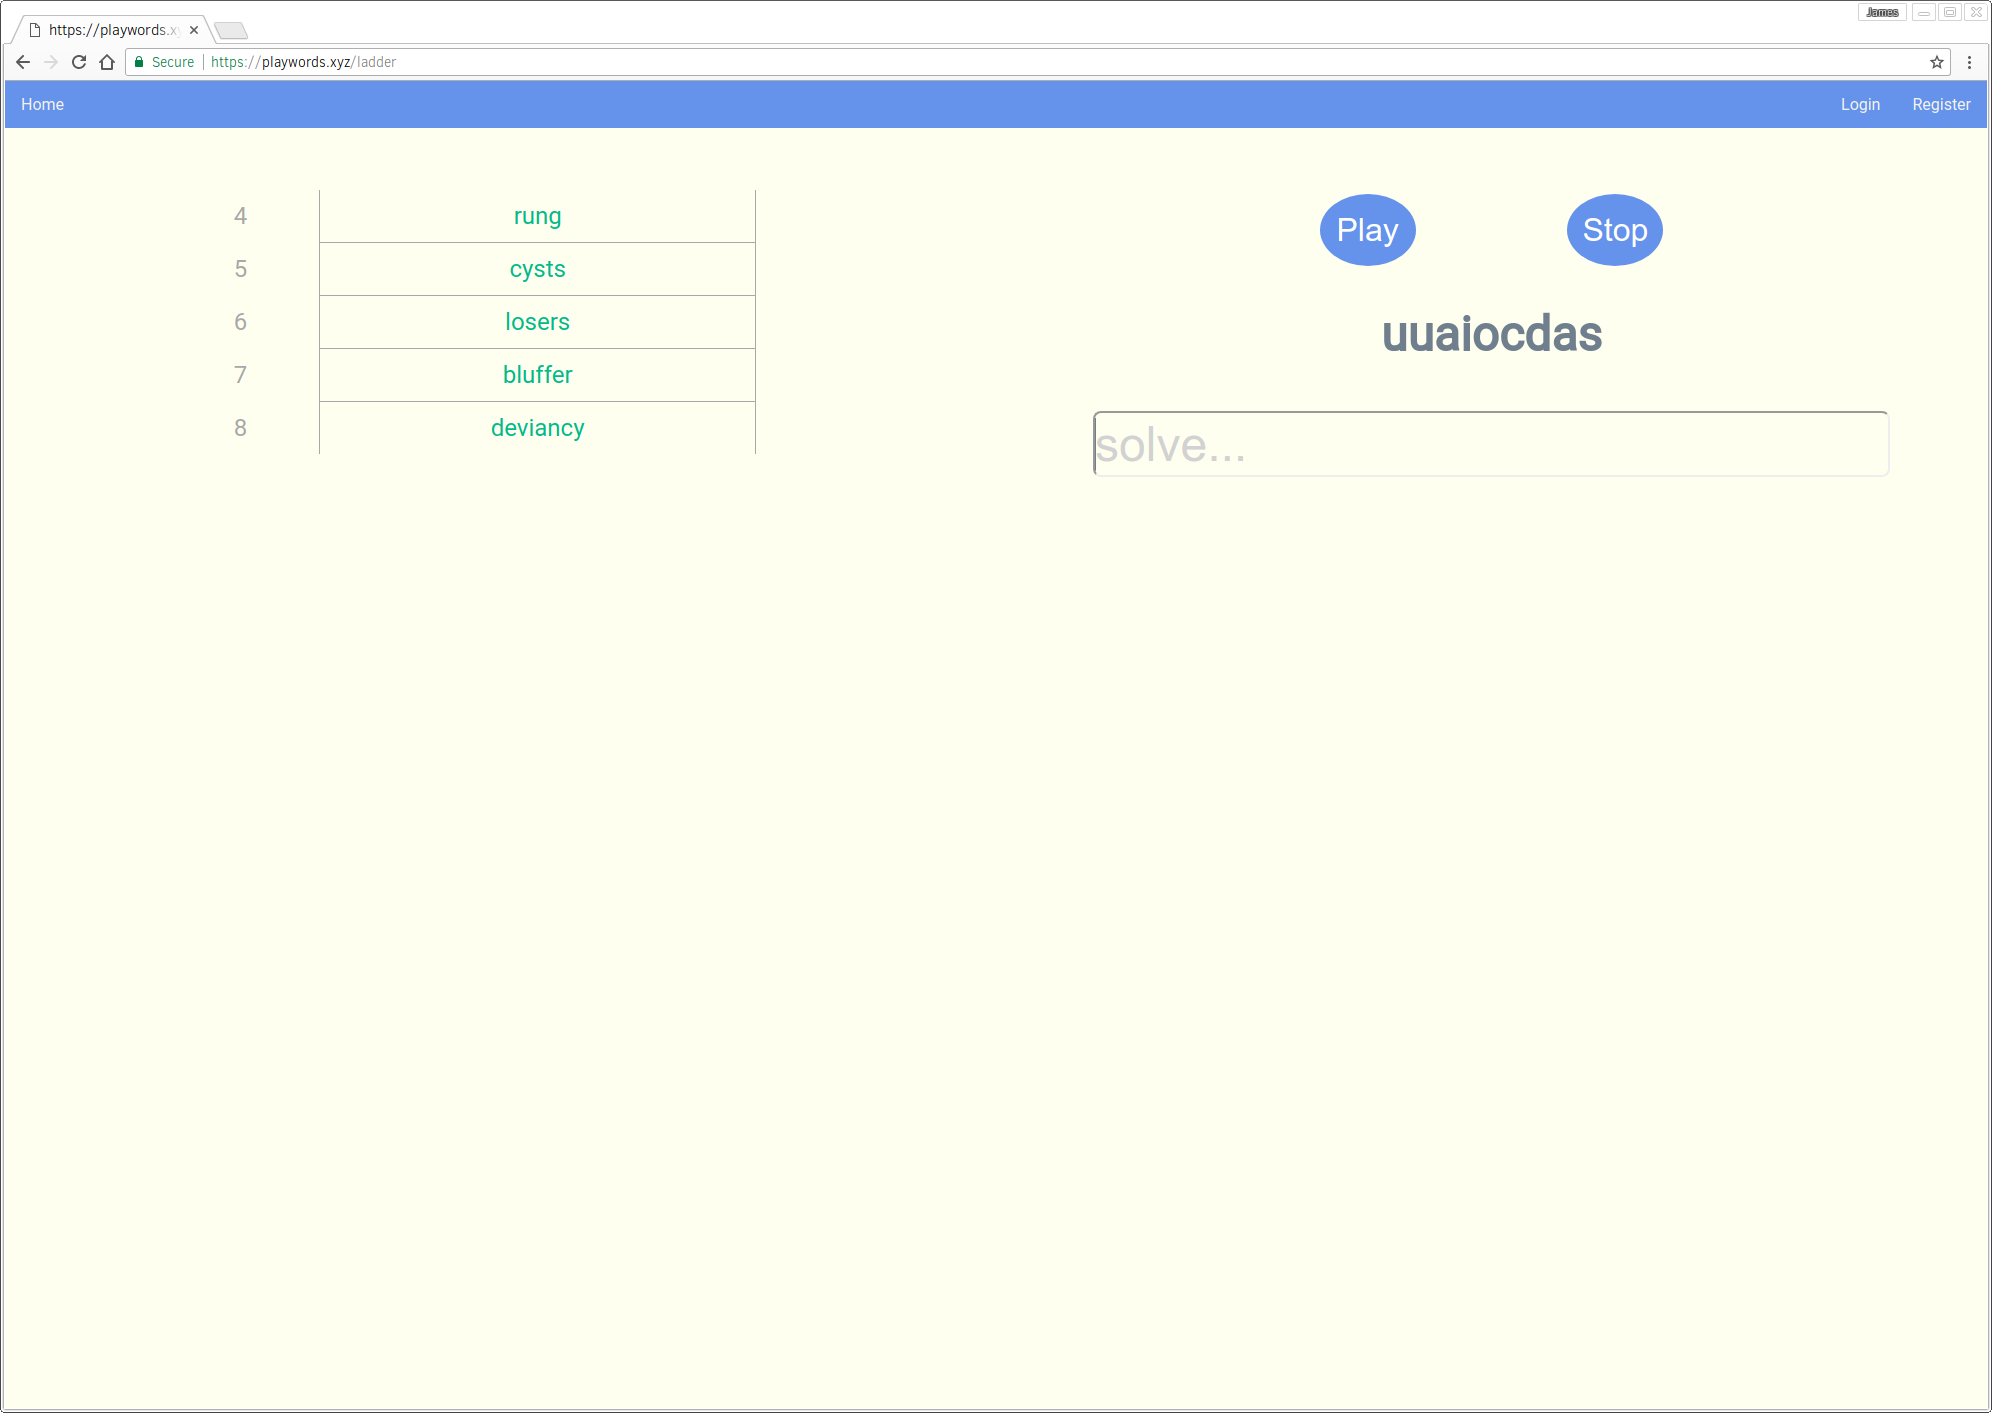 James
https://playwords.xy
Secure https://playwords.xyz/ladder
Home Login Register
4 rung
5 cysts
6 losers
7 bluffer
8 deviancy
Play Stop
uuaiocdas
solve...